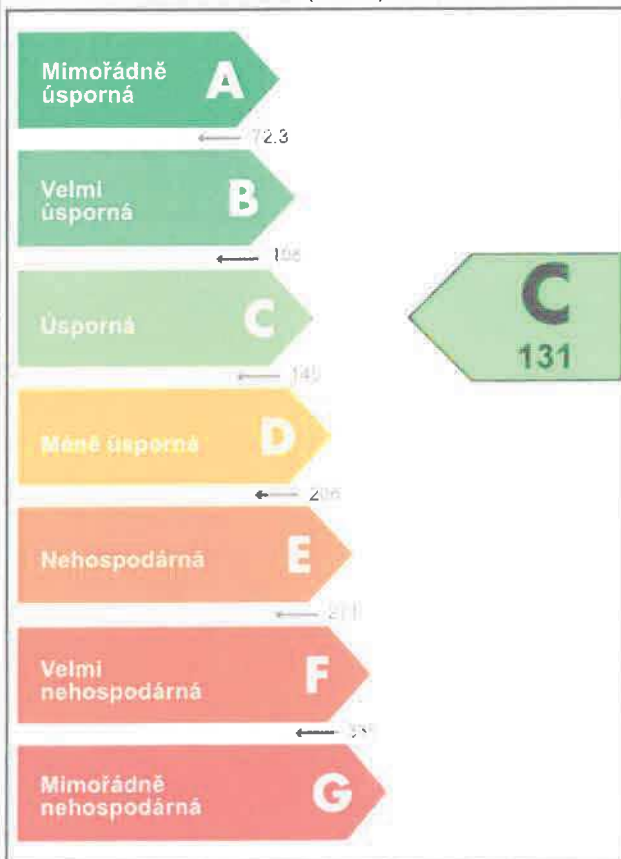 Mimořádně
úsporná
A
72.3
Velmi
úsporná
B
Úsporná
C
C
131
Méně úsporná
D
Nehospodárná
E
Velmi
nehospodárná
F
Mimořádně
nehospodárná
G